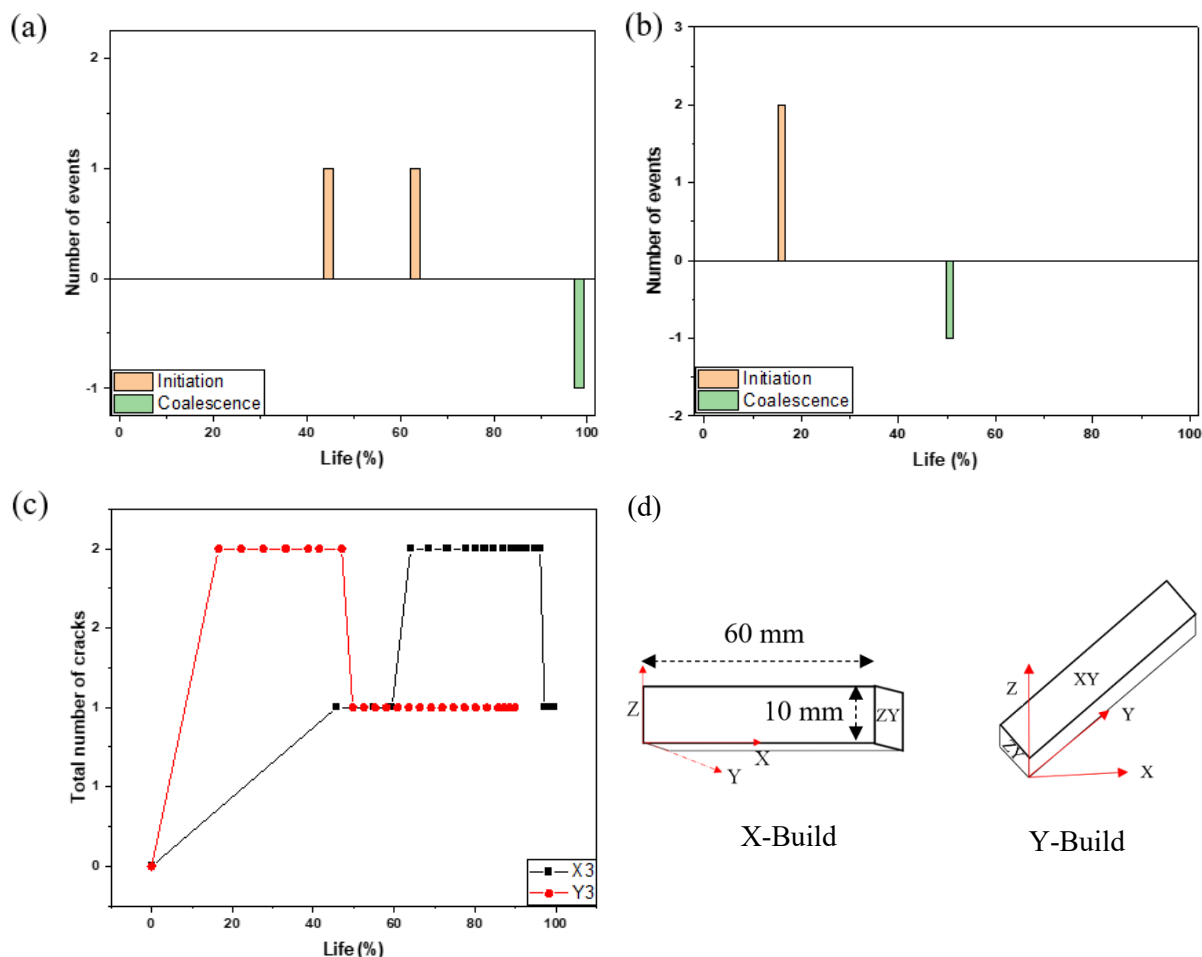 (a)
Number of events
2
1
0
-1
Initiation
Coalescence
0 20 40 60 80 100
Life (%)
(b)
Number of events
3
2
1
0
-1
-2
Initiation
Coalescence
0 20 40 60 80 100
Life (%)
(c)
Total number of cracks
2
2
1
1
0
X3
Y3
0 20 40 60 80 100
Life (%)
(d)
60 mm
10 mm
Z
ZY
X
Y
X-Build
Z
XY
Y
ZY
X
Y-Build